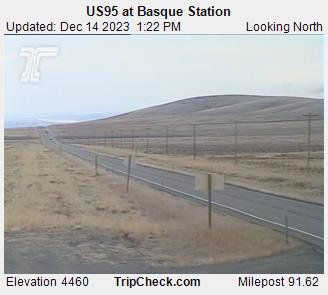 US95 at Basque Station
Updated: Dec 14 2023 1:22 PM Looking North
Elevation 4460 TripCheck.com Milepost 91.62